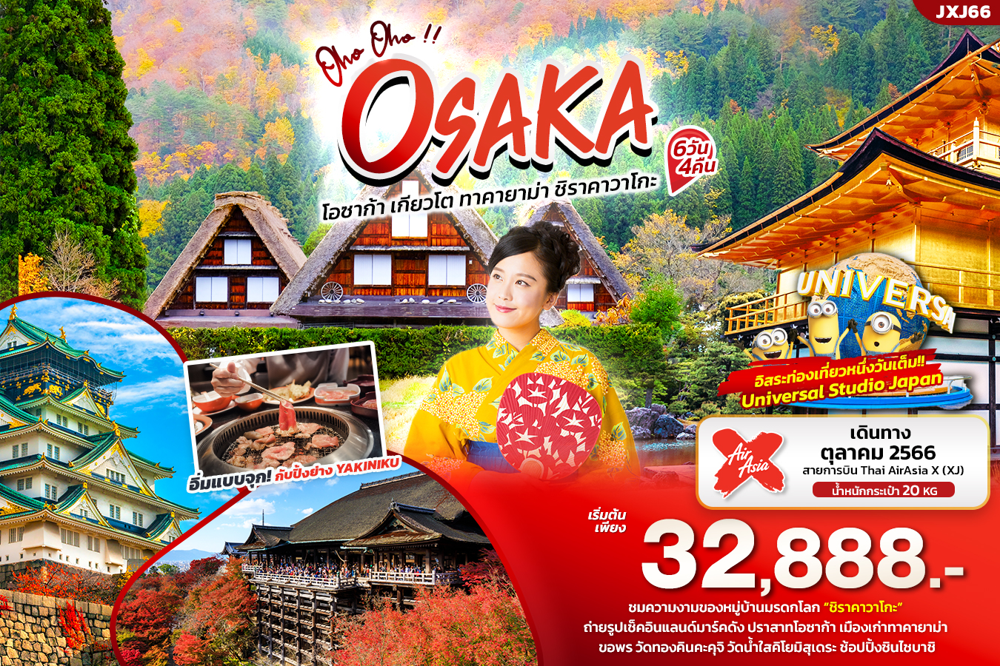 JXJ66
Oho Oho !!
OSAKA
6วัน
4คืน
โอซาก้า เกียวโต ทาคายาม่า ชิราคาวาโกะ
UNIVERSA
อิสระท่องเที่ยวหนึ่งวันเต็ม!!
Universal Studio Japan
Air
Asia
X
เดินทาง
ตุลาคม 2566
สายการบิน Thai AirAsia X (XJ)
น้ำหนักกระเป๋า 20 KG
อิ่มแบบจุก! กับปิ้งย่าง YAKINIKU
เริ่มต้น
เพียง
32,888.-
ชมความงามของหมู่บ้านมรดกโลก “ชิราคาวาโกะ”
ถ่ายรูปเช็คอินแลนด์มาร์คดัง ปราสาทโอซาก้า เมืองเก่าทาคายาม่า
ขอพร วัดทองคินคะคุจิ วัดน้ำใสคิโยมิสุเดระ ช้อปปิ้งชินไซบาชิ